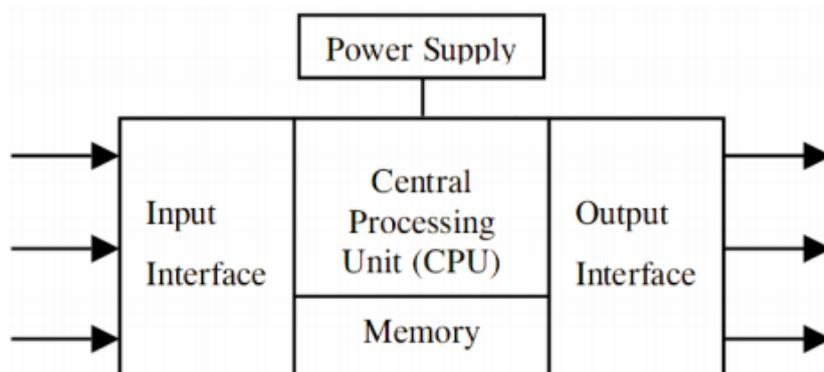 Power Supply
Input
Interface
Central
Processing
Unit (CPU)
Memory
Output
Interface